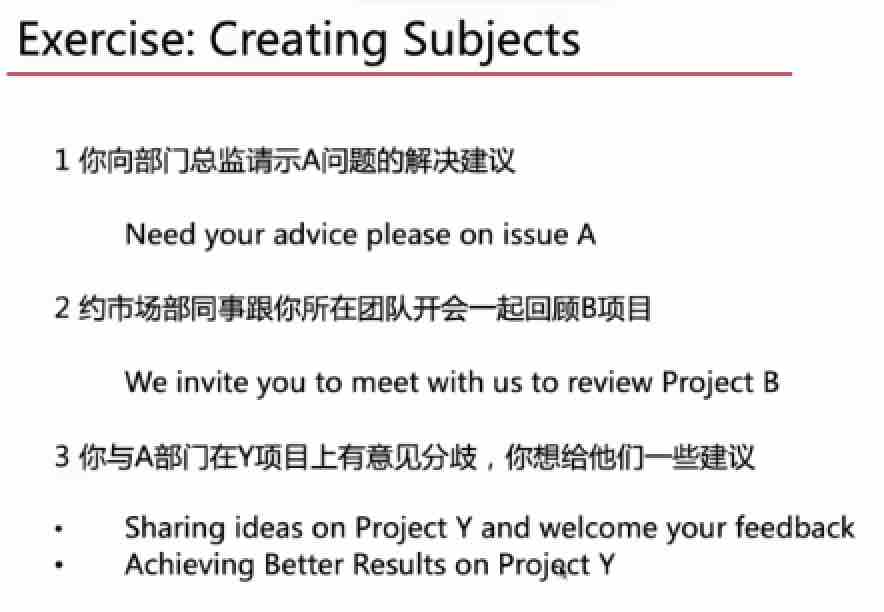 Exercise: Creating Subjects
1 你向部门总监请示A问题的解决建议
Need your advice please on issue A
2 约市场部同事跟你所在团队开会一起回顾B项目
We invite you to meet with us to review Project B
3 你与A部门在Y项目上有意见分歧，你想给他们一些建议
• Sharing ideas on Project Y and welcome your feedback
• Achieving Better Results on Project Y